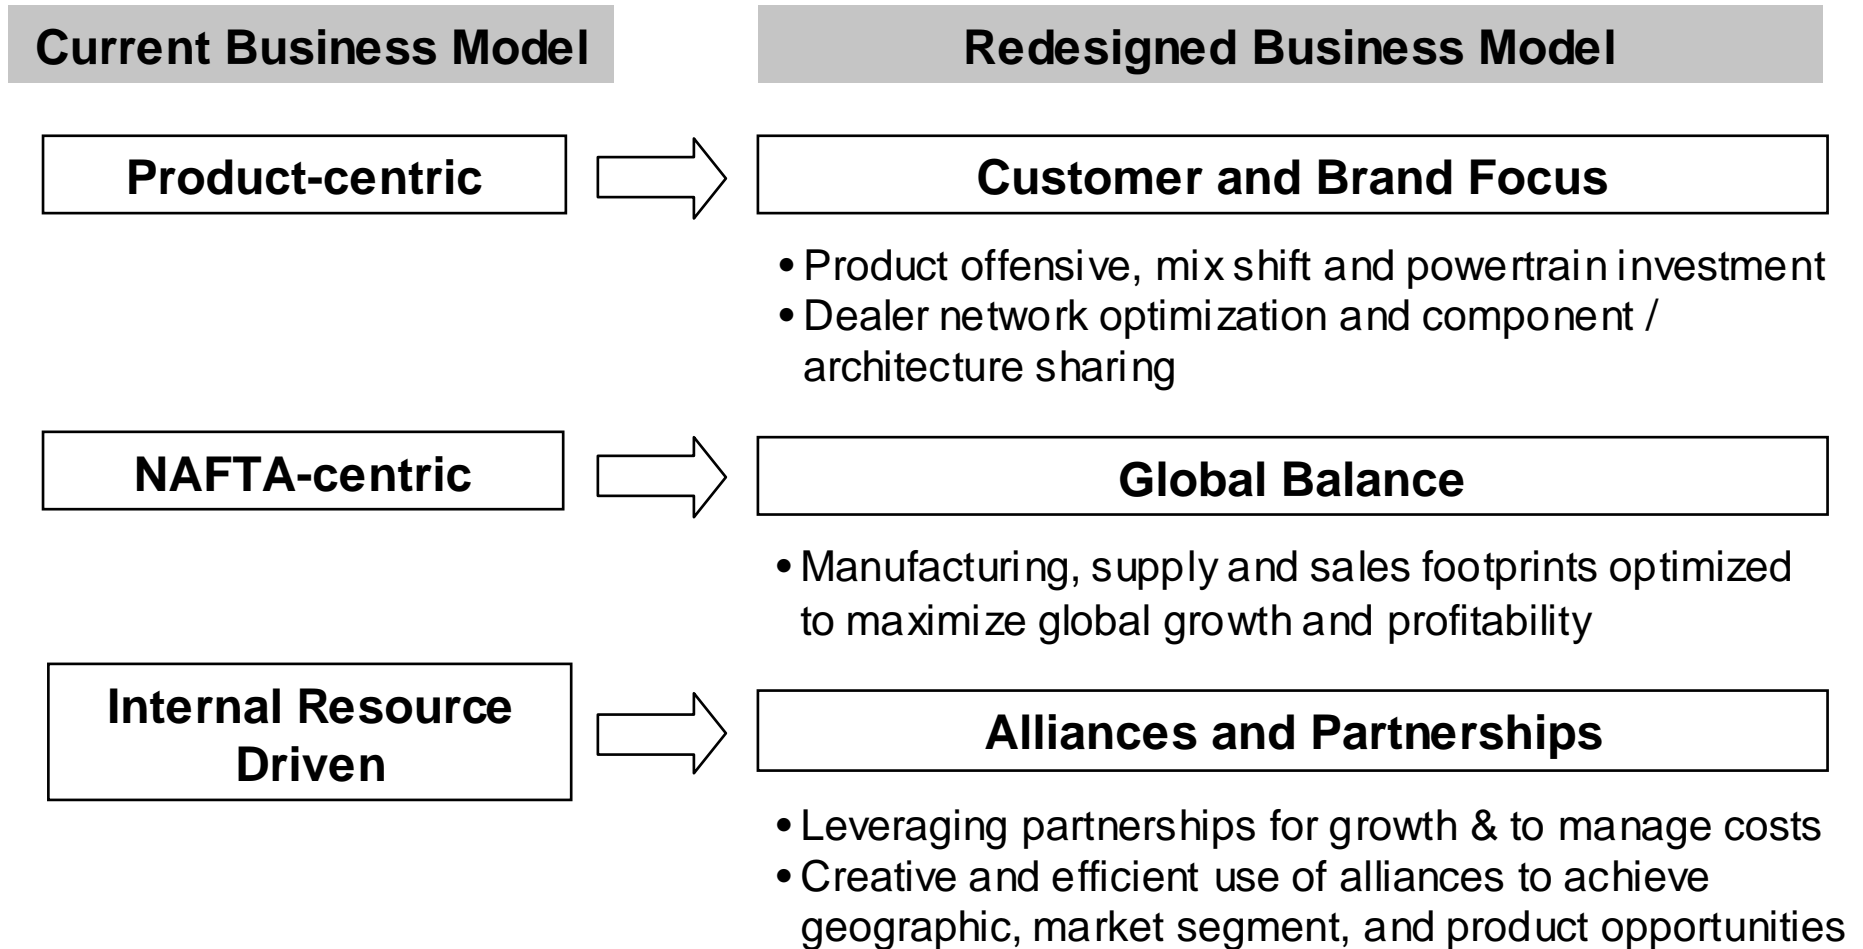 Current Business Model
Redesigned Business Model
Product-centric
Customer and Brand Focus
• Product offensive, mix shift and powertrain investment
• Dealer network optimization and component /
architecture sharing
NAFTA-centric
Global Balance
• Manufacturing, supply and sales footprints optimized
to maximize global growth and profitability
Internal Resource
Driven
Alliances and Partnerships
• Leveraging partnerships for growth & to manage costs
• Creative and efficient use of alliances to achieve
geographic, market segment, and product opportunities